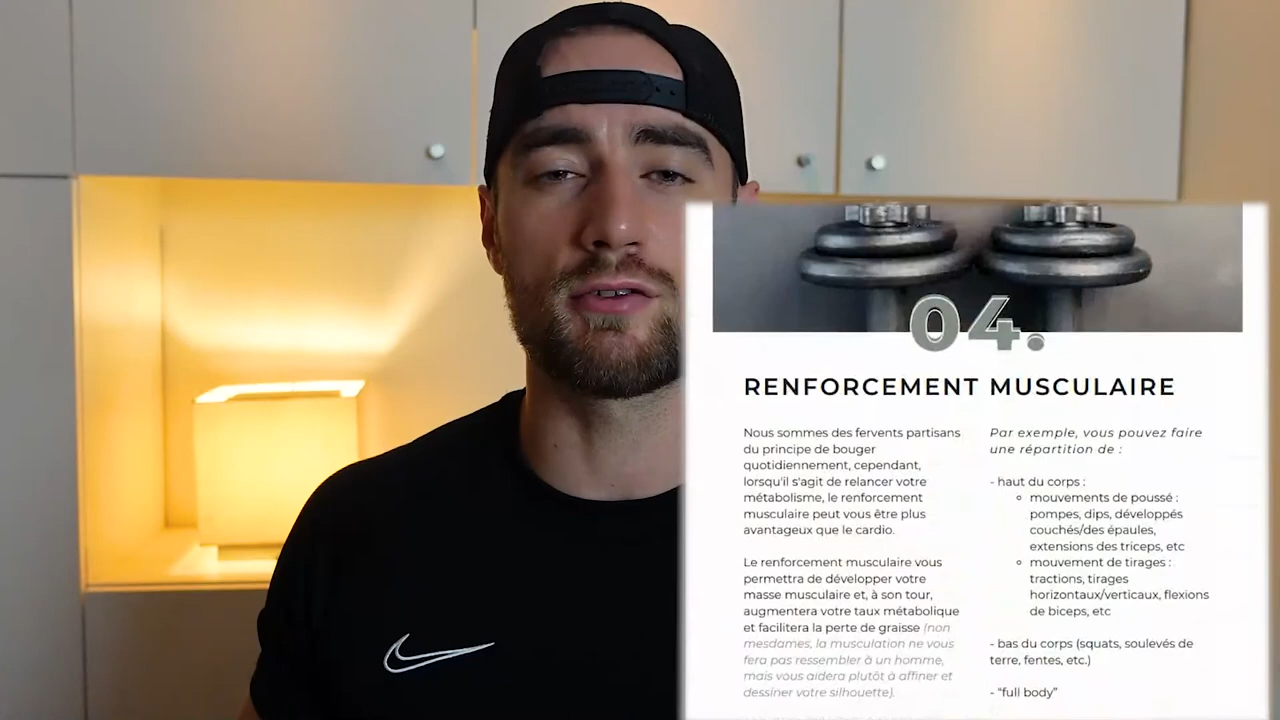 04.
RENFORCEMENT MUSCULAIRE
Nous sommes des fervents partisans
du principe de bouger
quotidiennement, cependant,
lorsqu'il s'agit de relancer votre
métabolisme, le renforcement
musculaire peut vous être plus
avantageux que le cardio.
Le renforcement musculaire vous
permettra de développer votre
masse musculaire et, à son tour,
augmentera votre taux métabolique
et facilitera la perte de graisse (non
mesdames, la musculation ne vous
fera pas ressembler à un homme,
mais vous aidera plutôt à affiner et
dessiner votre silhouette).
Par exemple, vous pouvez faire
une répartition de :
- haut du corps :
mouvements de poussé :
pompes, dips, développés
couchés/des épaules,
extensions des triceps, etc
mouvement de tirages :
tractions, tirages
horizontaux/verticaux, flexions
de biceps, etc
- bas du corps (squats, soulevés de
terre, fentes, etc.)
- "full body"